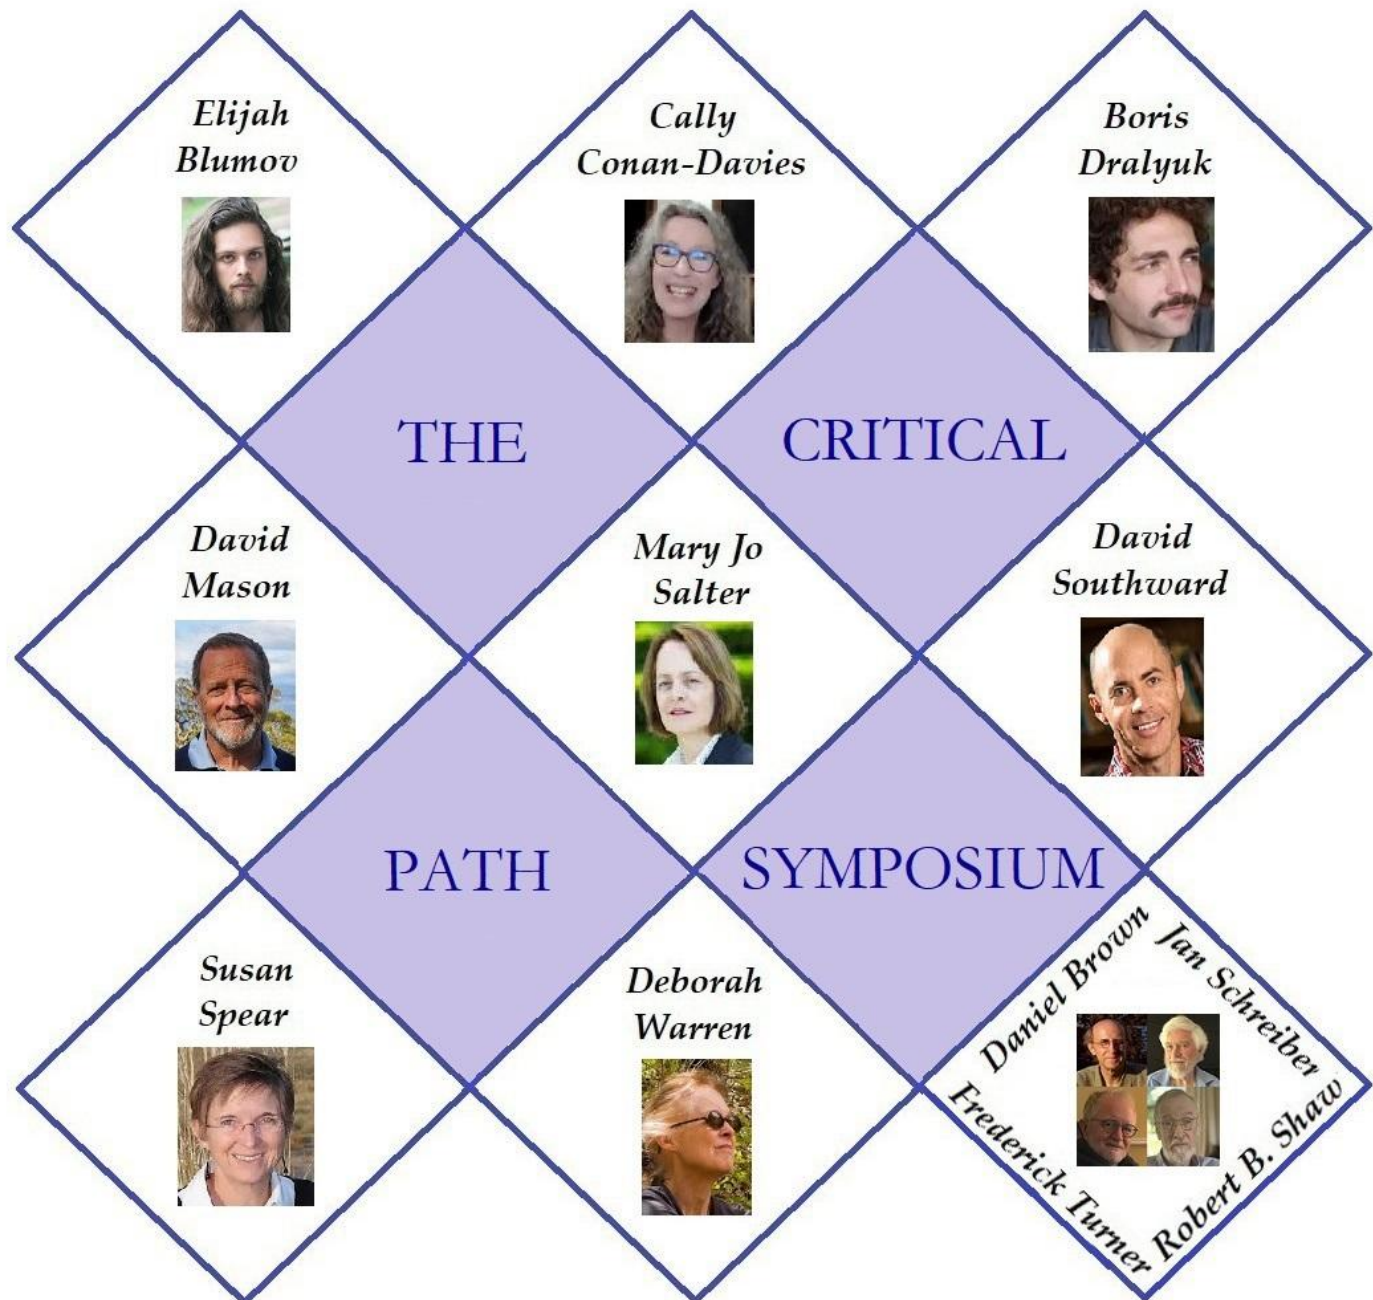 Elijah
Blumov
Cally
Conan-Davies
Boris
Dralyuk
THE
CRITICAL
David
Mason
Mary Jo
Salter
David
Southward
PATH
SYMPOSIUM
Susan
Spear
Deborah
Warren
Daniel Brown
Jan Schreiber
Frederick Turner
Robert B. Shaw